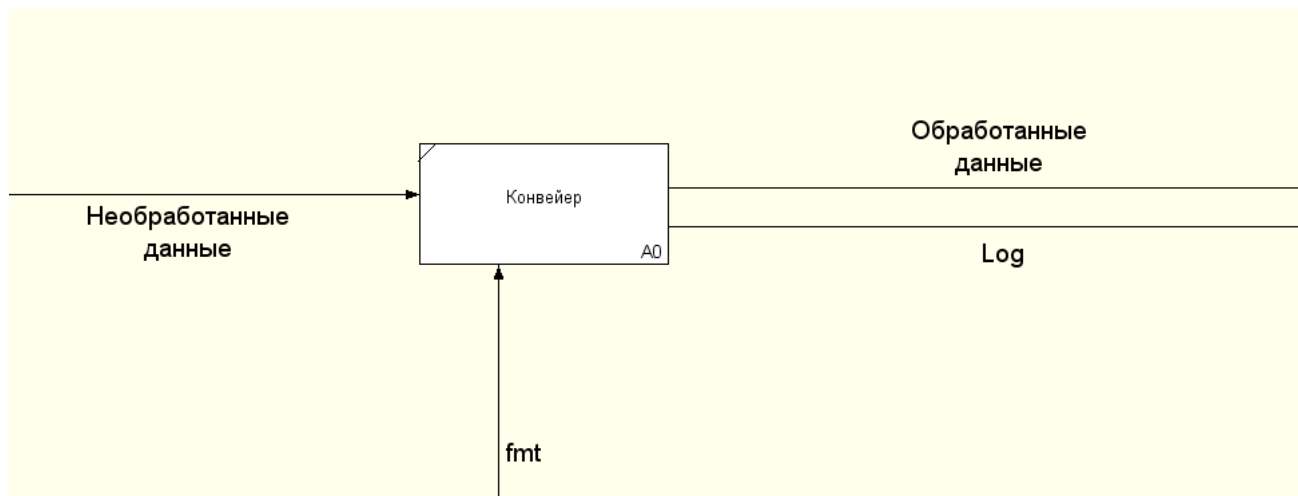 Обработанные
данные
Необработанные
данные
Конвейер
A0
Log
fmt